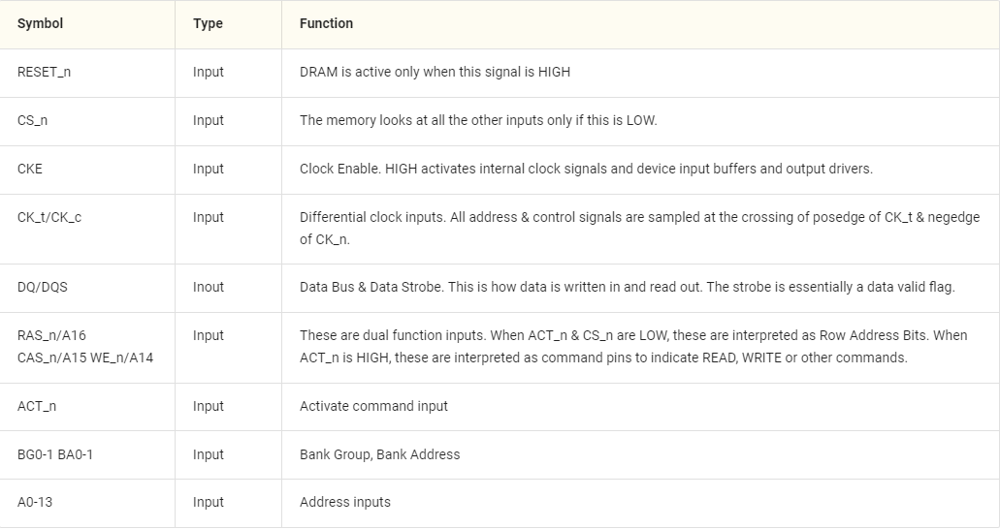 Symbol Type Function
RESET_n Input DRAM is active only when this signal is HIGH
CS_n Input The memory looks at all the other inputs only if this is LOW.
CKE Input Clock Enable. HIGH activates internal clock signals and device input buffers and output drivers.
CK_t/CK_c Input Differential clock inputs. All address & control signals are sampled at the crossing of posedge of CK_t & negedge
of CK_n.
DQ/DQS Inout Data Bus & Data Strobe. This is how data is written in and read out. The strobe is essentially a data valid flag.
RAS_n/A16 Input These are dual function inputs. When ACT_n & CS_n are LOW, these are interpreted as Row Address Bits. When
CAS_n/A15 WE_n/A14 ACT_n is HIGH, these are interpreted as command pins to indicate READ, WRITE or other commands.
ACT_n Input Activate command input
BG0-1 BA0-1 Input Bank Group, Bank Address
A0-13 Input Address inputs